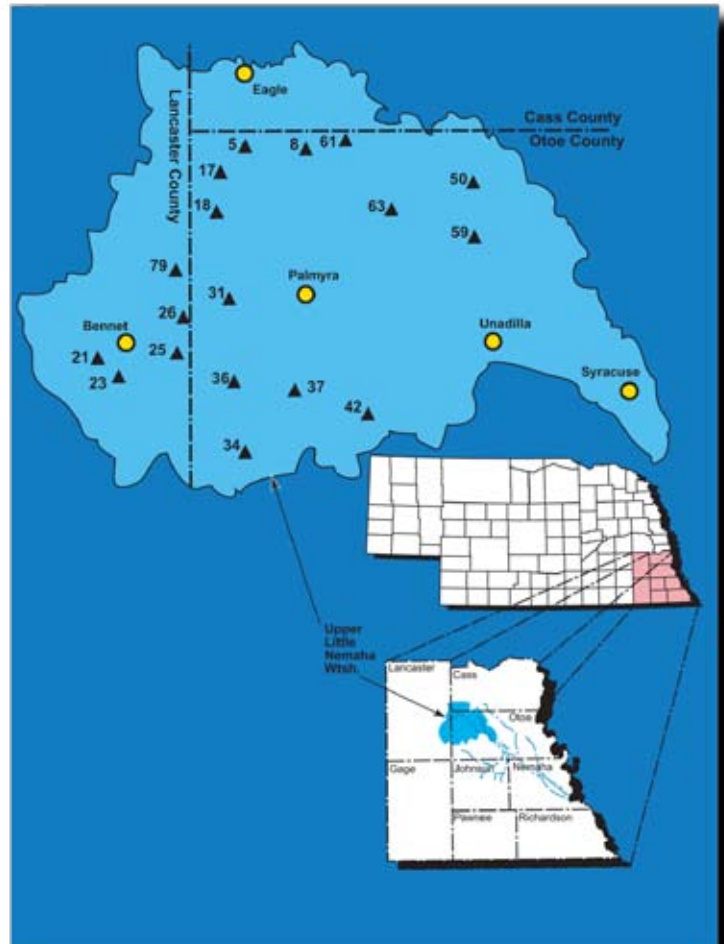 Eagle
Lancaster County
Cass County
Otoe County
5
8
61
17
50
18
63
59
79
Palmyra
31
26
Bennet
Unadilla
21
25
23
Syracuse
36
37
42
34
Upper
Little
Nemaha
Wtsh.
Lancaster
Cass
Otoe
Gage
Johnson
Nemaha
Pawnee
Richardson